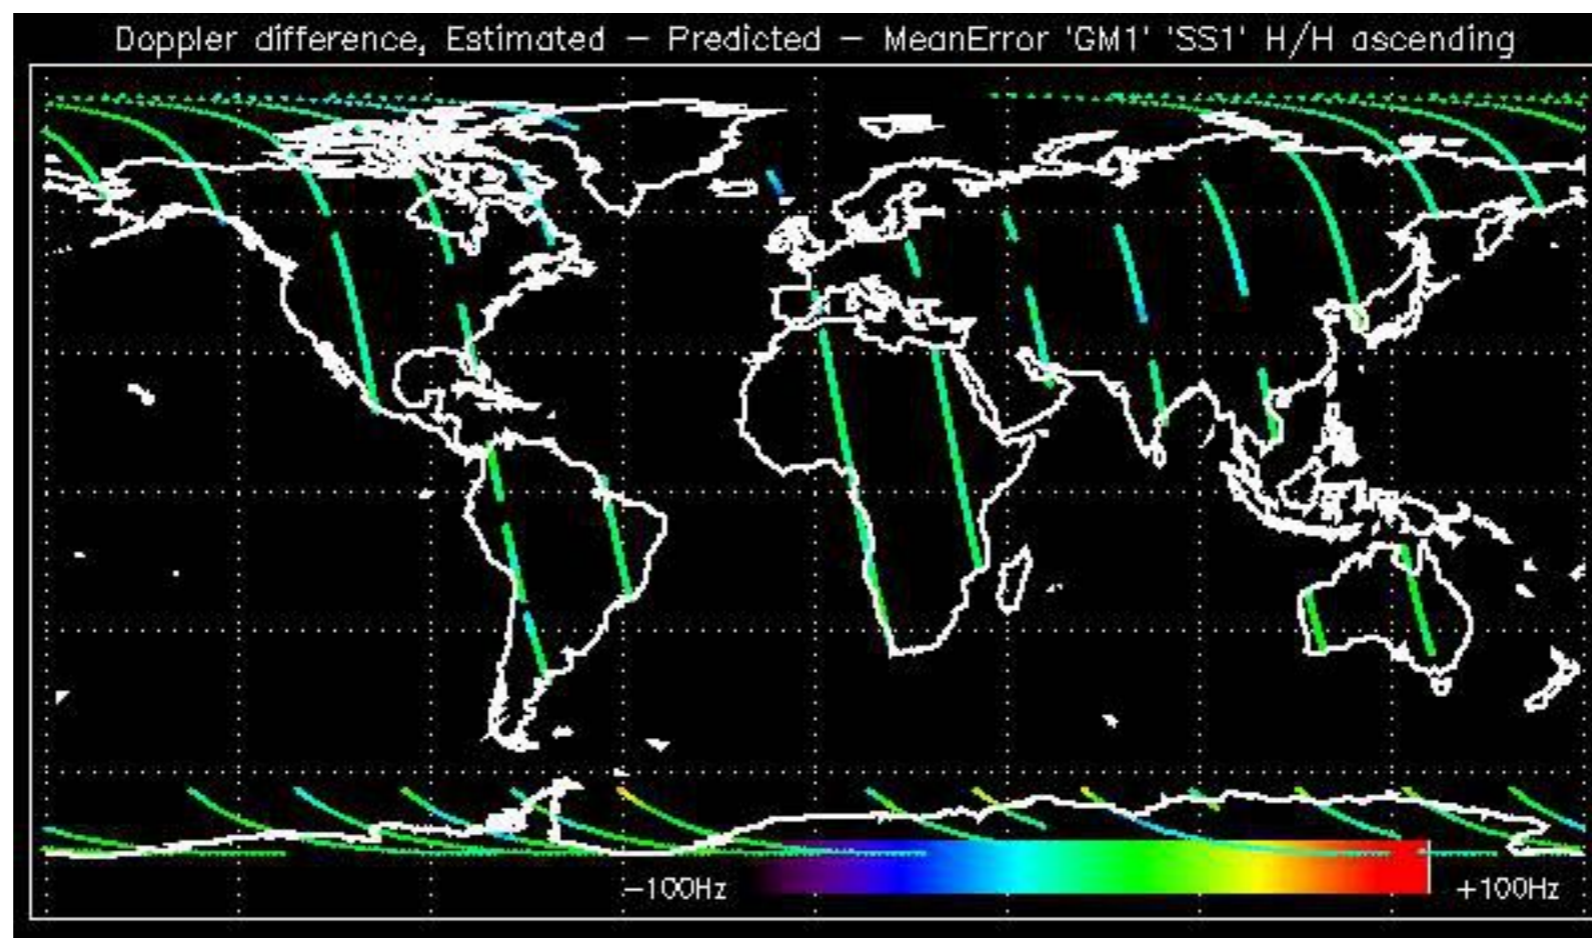 Doppler difference, Estimated — Predicted — MeanError 'GM1' 'SS1' H/H ascending
−100Hz
+100Hz